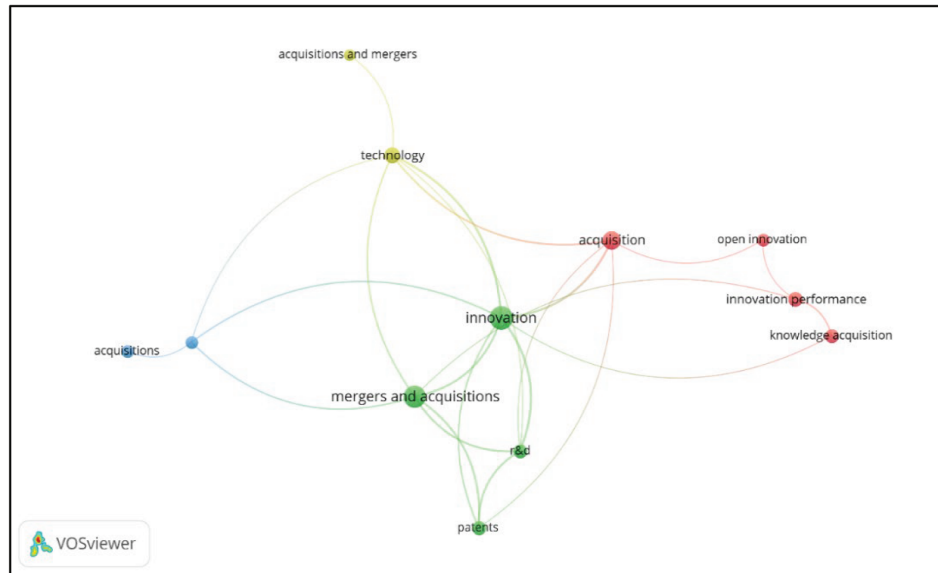 acquisitions and mergers
technology
acquisition
open innovation
innovation performance
innovation
knowledge acquisition
acquisitions
mergers and acquisitions
r&d
patents
VOSviewer